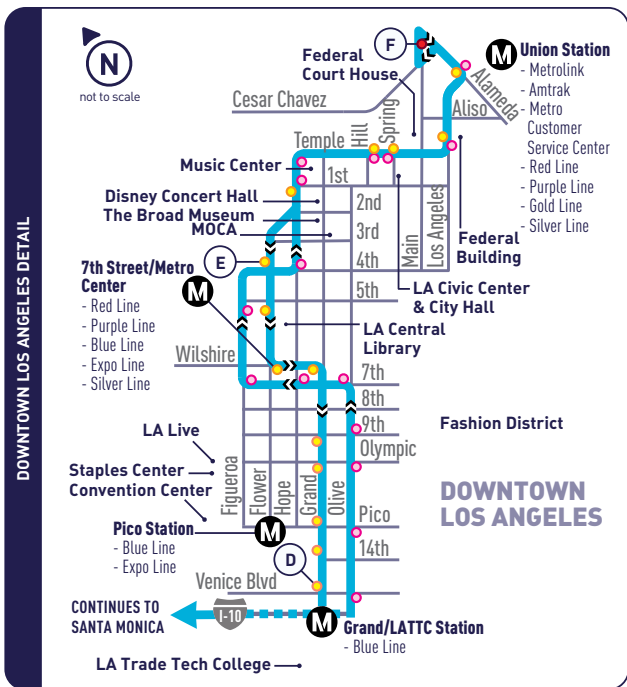 DOWNTOWN LOS ANGELES DETAIL
N
not to scale
F
Federal
Court House
M
Union Station
- Metrolink
- Amtrak
- Metro
Customer
Service Center
- Red Line
- Purple Line
- Gold Line
- Silver Line
Cesar Chavez
Alameda
Aliso
Temple
Hill
Spring
Music Center
1st
Disney Concert Hall
The Broad Museum
MOCA
2nd
3rd
Main
Los Angeles
Federal
Building
E
4th
7th Street/Metro
Center
M
- Red Line
- Purple Line
- Blue Line
- Expo Line
- Silver Line
5th
LA Civic Center
& City Hall
LA Central
Library
Wilshire
7th
8th
9th
Fashion District
LA Live
Olympic
Staples Center
Convention Center
Figueroa
Flower
Hope
Grand
Olive
DOWNTOWN
LOS ANGELES
Pico
Pico Station
- Blue Line
- Expo Line
M
14th
D
Venice Blvd
CONTINUES TO
SANTA MONICA
I-10
M
Grand/LATTC Station
- Blue Line
LA Trade Tech College